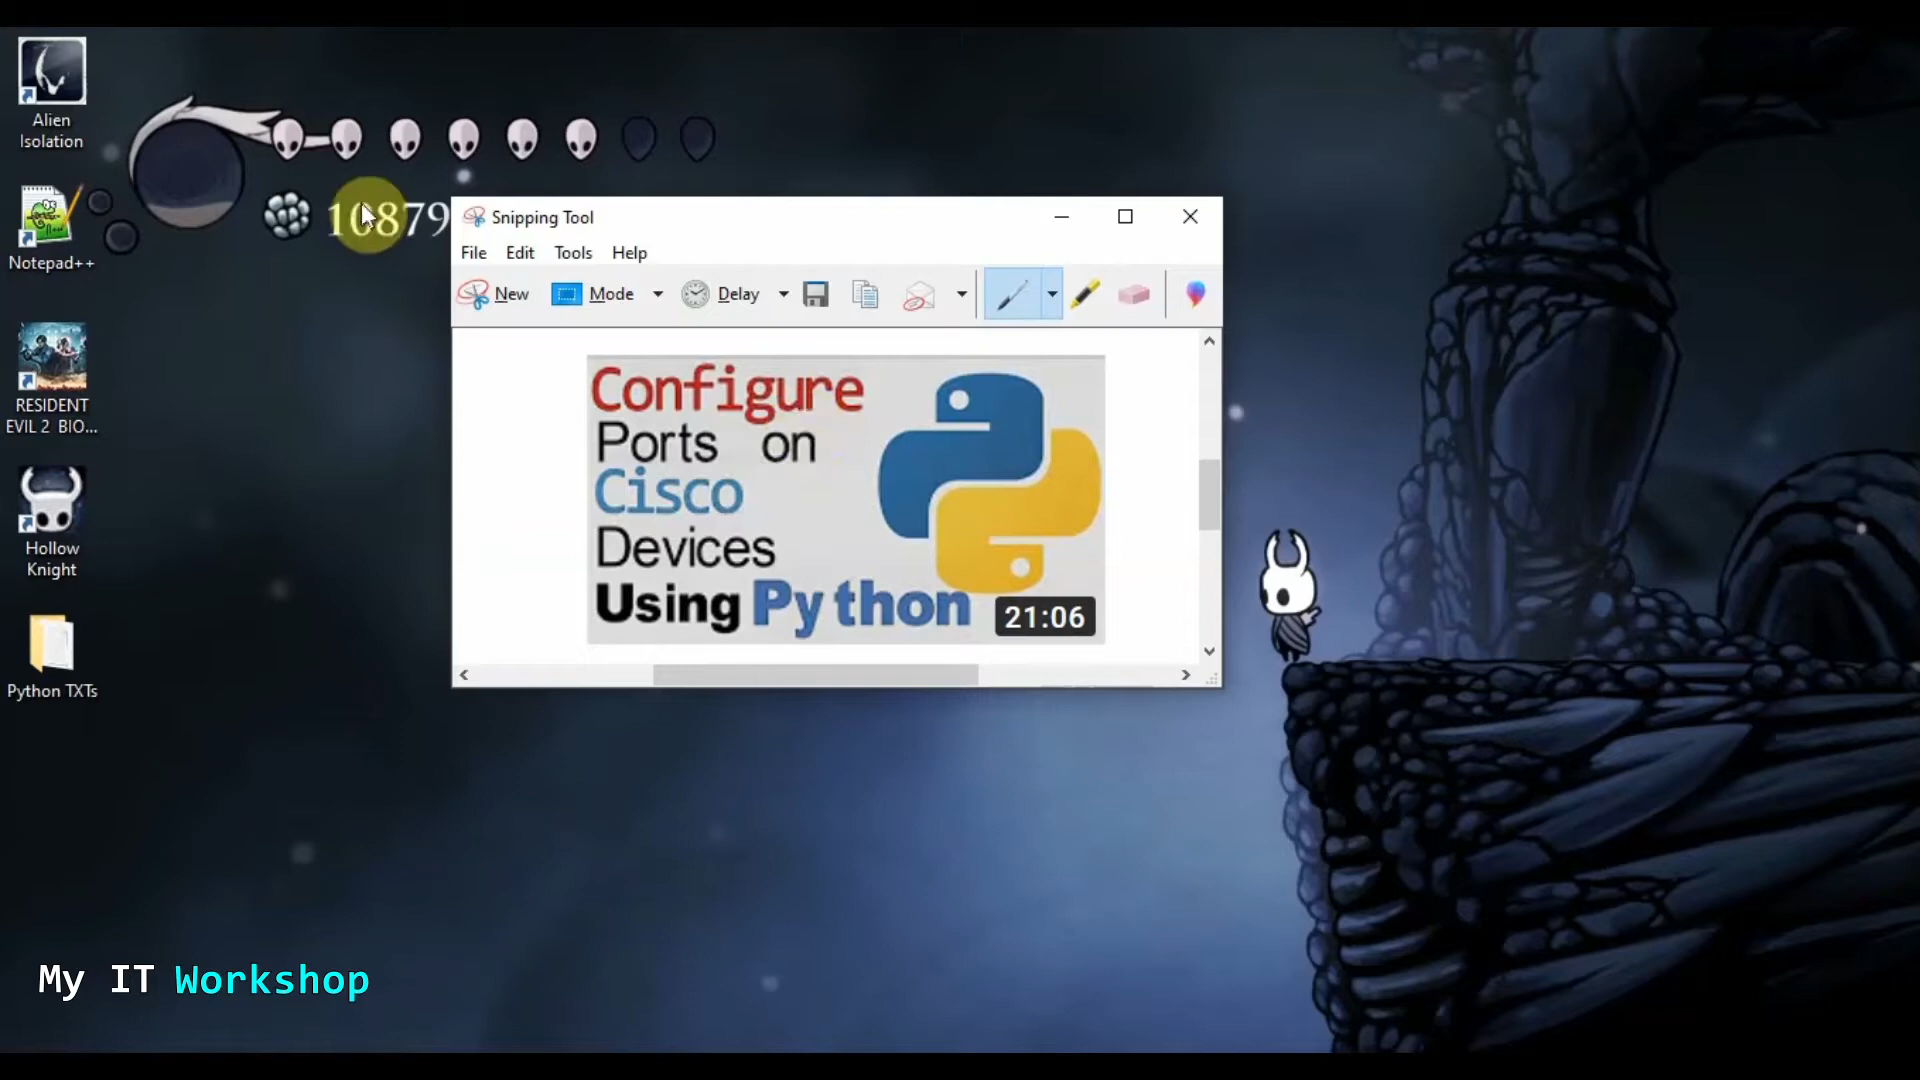 Alien
Isolation
Notepad++
RESIDENT
EVIL 2 BIO...
Hollow
Knight
Python TXTs
10879
Snipping Tool
File Edit Tools Help
New Mode Delay
Configure
Ports on
Cisco
Devices
Using Python
21:06
My IT Workshop